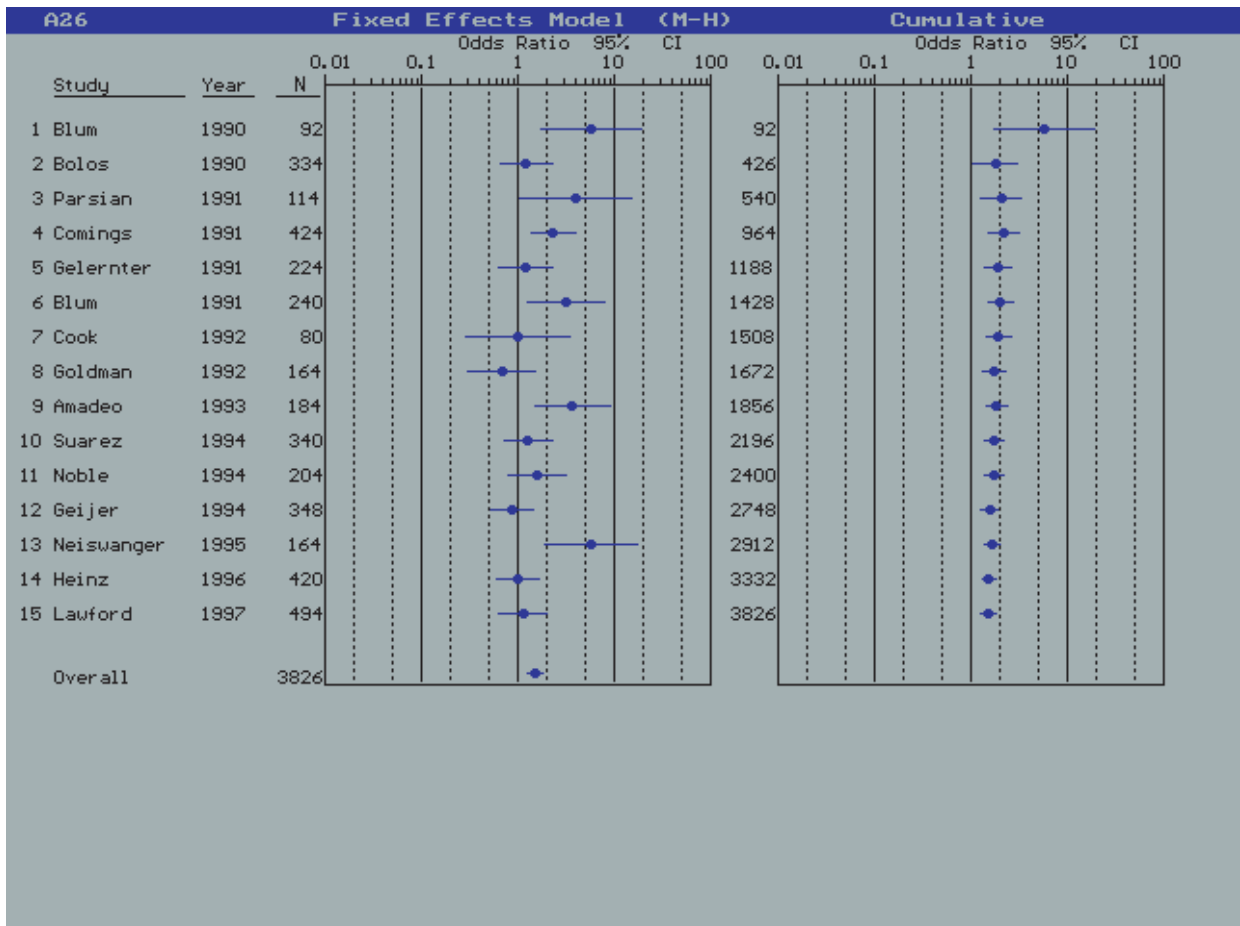 A26 Fixed Effects Model (M-H) Cumulative
Odds Ratio 95% CI Odds Ratio 95% CI
0.01 0.1 1 10 100 0.01 0.1 1 10 100
Study Year N
1 Blum 1990 92 92
2 Bolos 1990 334 426
3 Parsian 1991 114 540
4 Comings 1991 424 964
5 Gelernter 1991 224 1188
6 Blum 1991 240 1428
7 Cook 1992 80 1508
8 Goldman 1992 164 1672
9 Amadeo 1993 184 1856
10 Suarez 1994 340 2196
11 Noble 1994 204 2400
12 Geijer 1994 348 2748
13 Neiswanger 1995 164 2912
14 Heinz 1996 420 3332
15 Lawford 1997 494 3826
Overall 3826